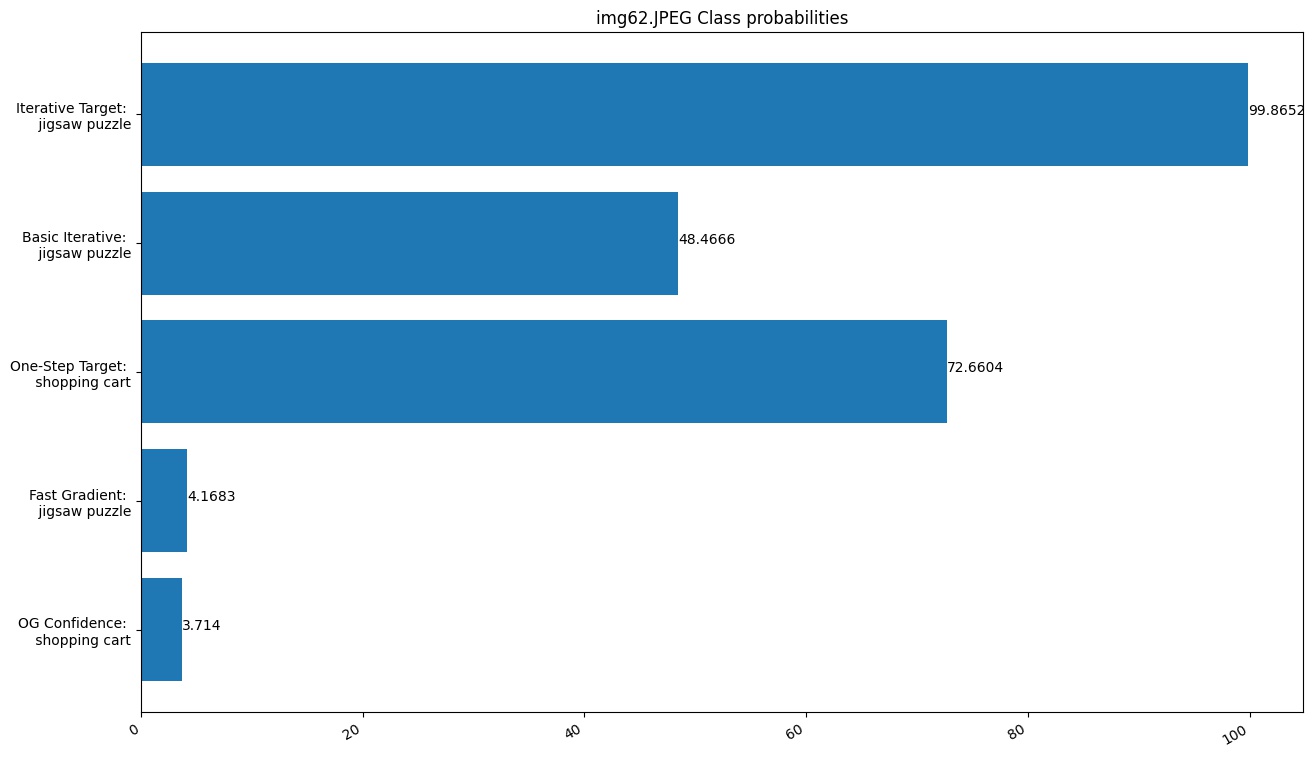 img62.JPEG Class probabilities
Iterative Target:
jigsaw puzzle
99.8652
Basic Iterative:
jigsaw puzzle
48.4666
One-Step Target:
shopping cart
72.6604
Fast Gradient:
jigsaw puzzle
4.1683
OG Confidence:
shopping cart
3.714
0 20 40 60 80 100